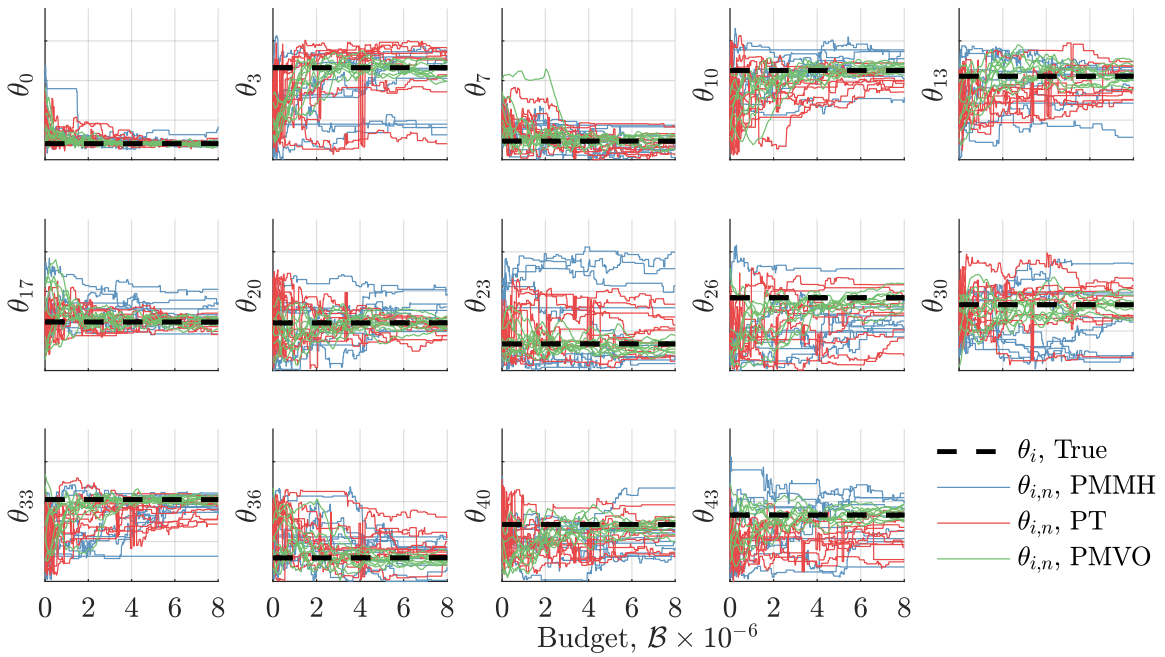 θ0
θ3
θ7
θ10
θ13
θ17
θ20
θ23
θ26
θ30
θ33
θ36
θ40
θ43
θi, True
θi,n, PMMH
θi,n, PT
θi,n, PMVO
0 2 4 6 8 0 2 4 6 8 0 2 4 6 8 0 2 4 6 8
Budget, ℬ × 10⁻⁶